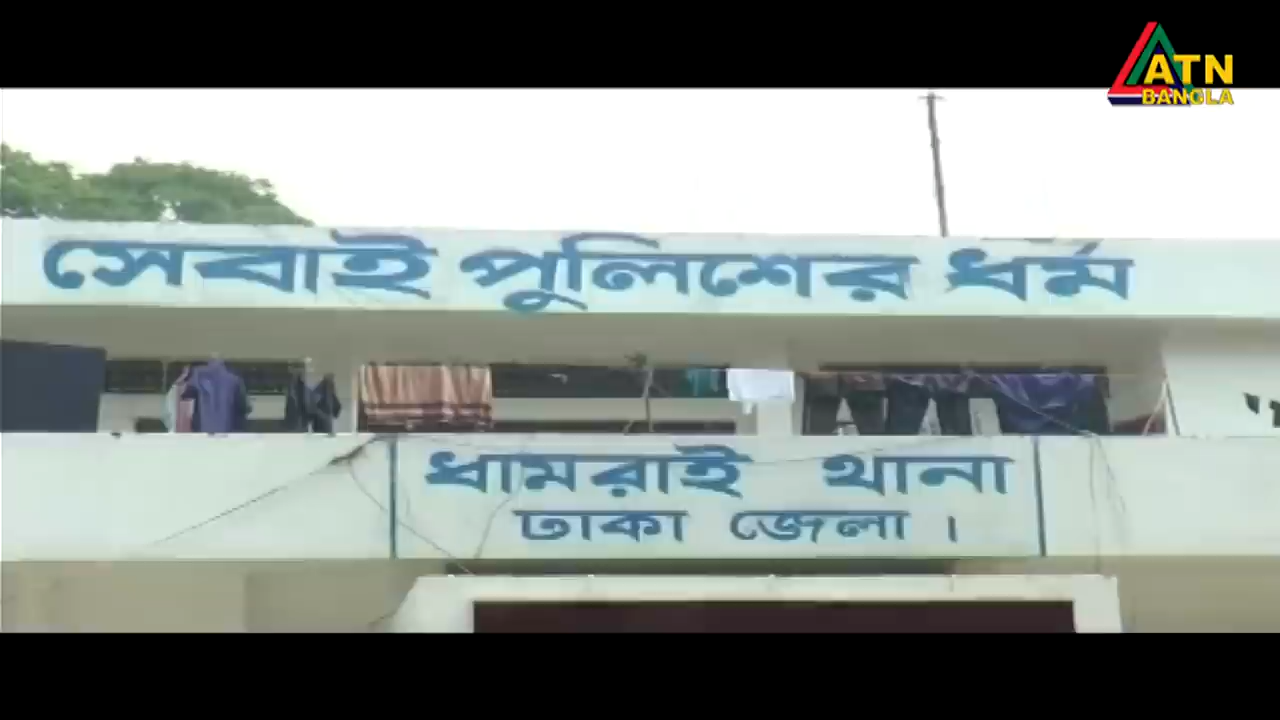 ATN
BANGLA
সেবাই পুলিশের ধর্ম
ধামরাই থানা
ঢাকা জেলা।